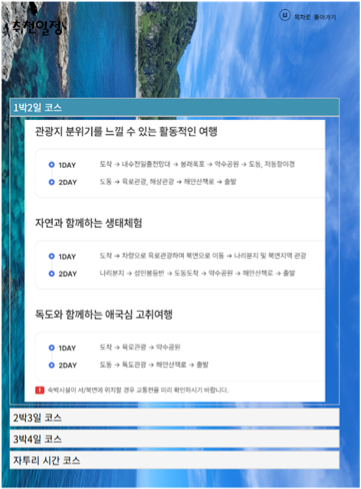 추천일정
목차로 돌아가기
1박2일 코스
관광지 분위기를 느낄 수 있는 활동적인 여행
1DAY 도착 → 내수전일출전망대 → 봉래폭포 → 약수공원 → 도동, 저동항야경
2DAY 도동 → 육로관광, 해상관광 → 해안산책로 → 출발
자연과 함께하는 생태체험
1DAY 도착 → 차량으로 육로관광하며 북면으로 이동 → 나리분지 및 북면지역 관광
2DAY 나리분지 → 성인봉등반 → 도동도착 → 약수공원 → 해안산책로 → 출발
독도와 함께하는 애국심 고취여행
1DAY 도착 → 육로관광 → 약수공원
2DAY 도동 → 독도관광 → 해안산책로 → 출발
! 숙박시설이 서/북면에 위치할 경우 교통편을 미리 확인하시기 바랍니다.
2박3일 코스
3박4일 코스
자투리 시간 코스